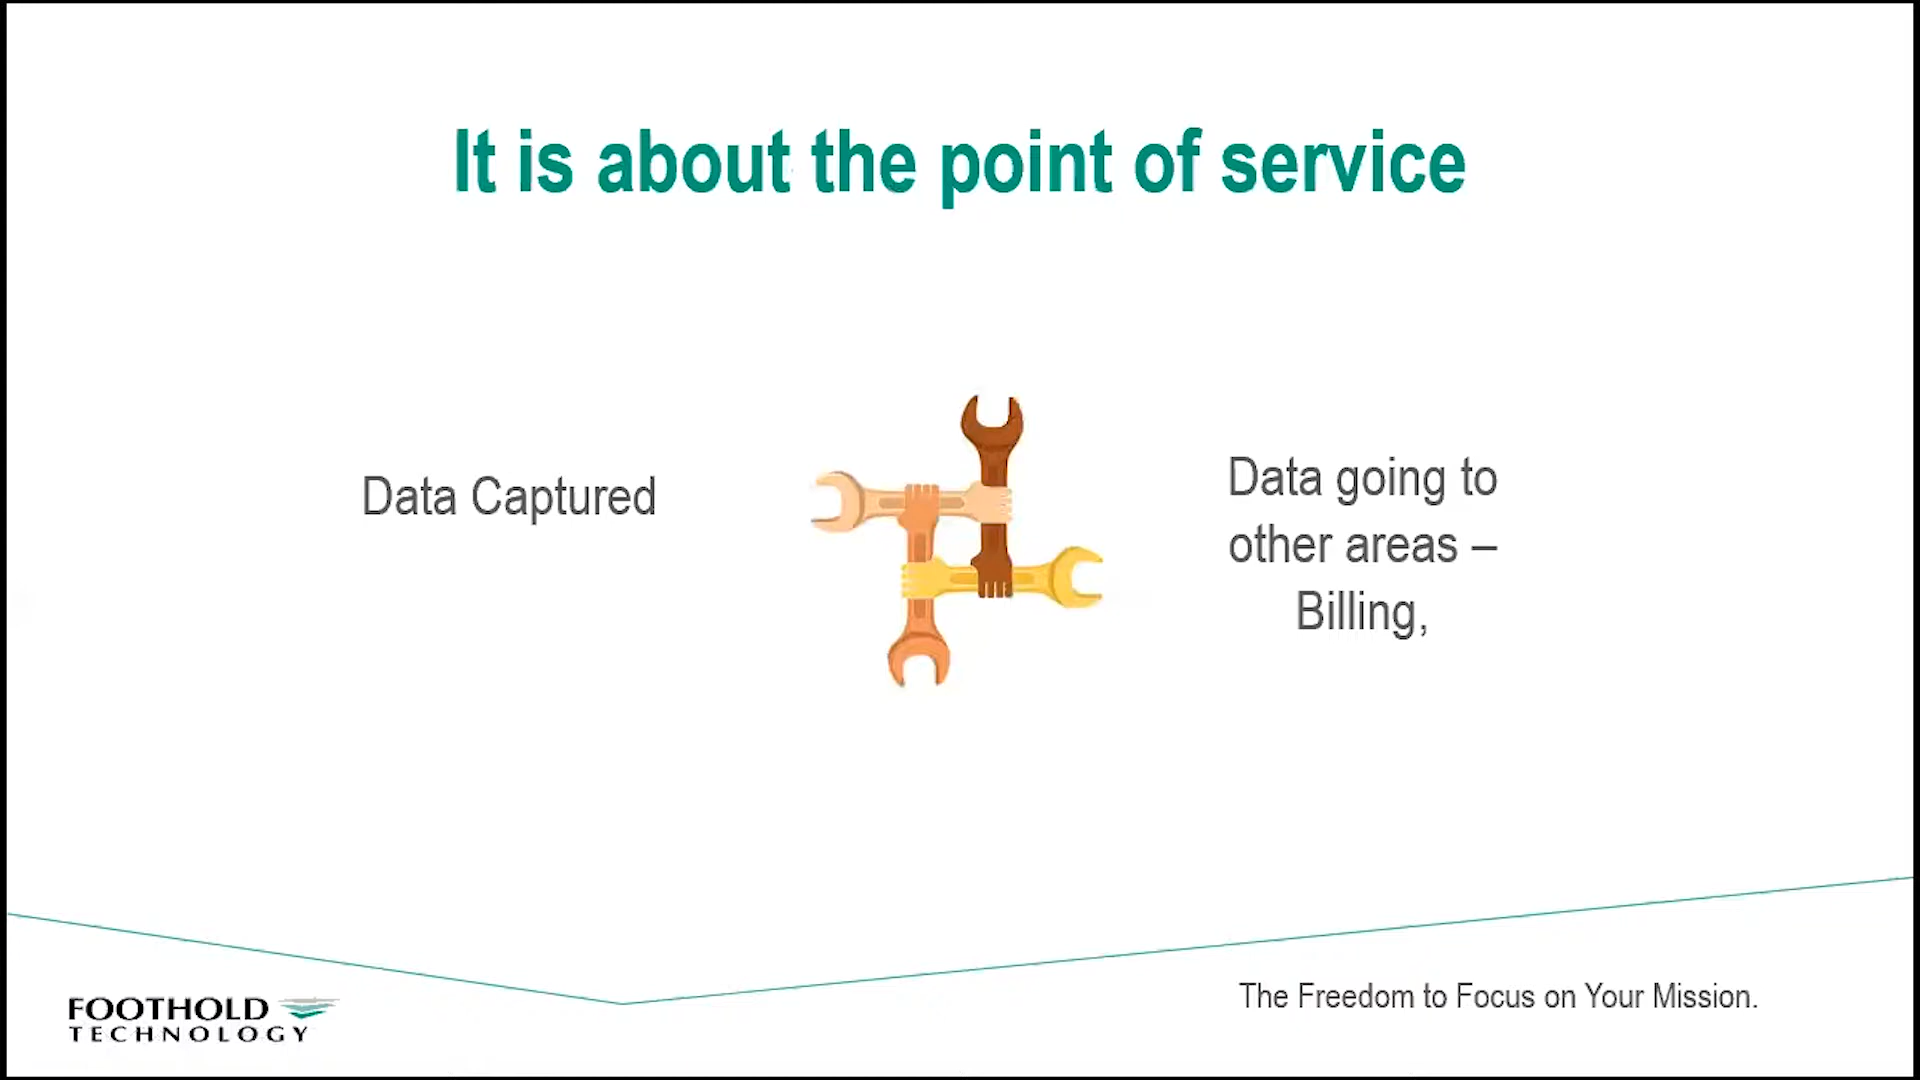 It is about the point of service
Data Captured
Data going to
other areas –
Billing,
FOOTHOLD
TECHNOLOGY
The Freedom to Focus on Your Mission.